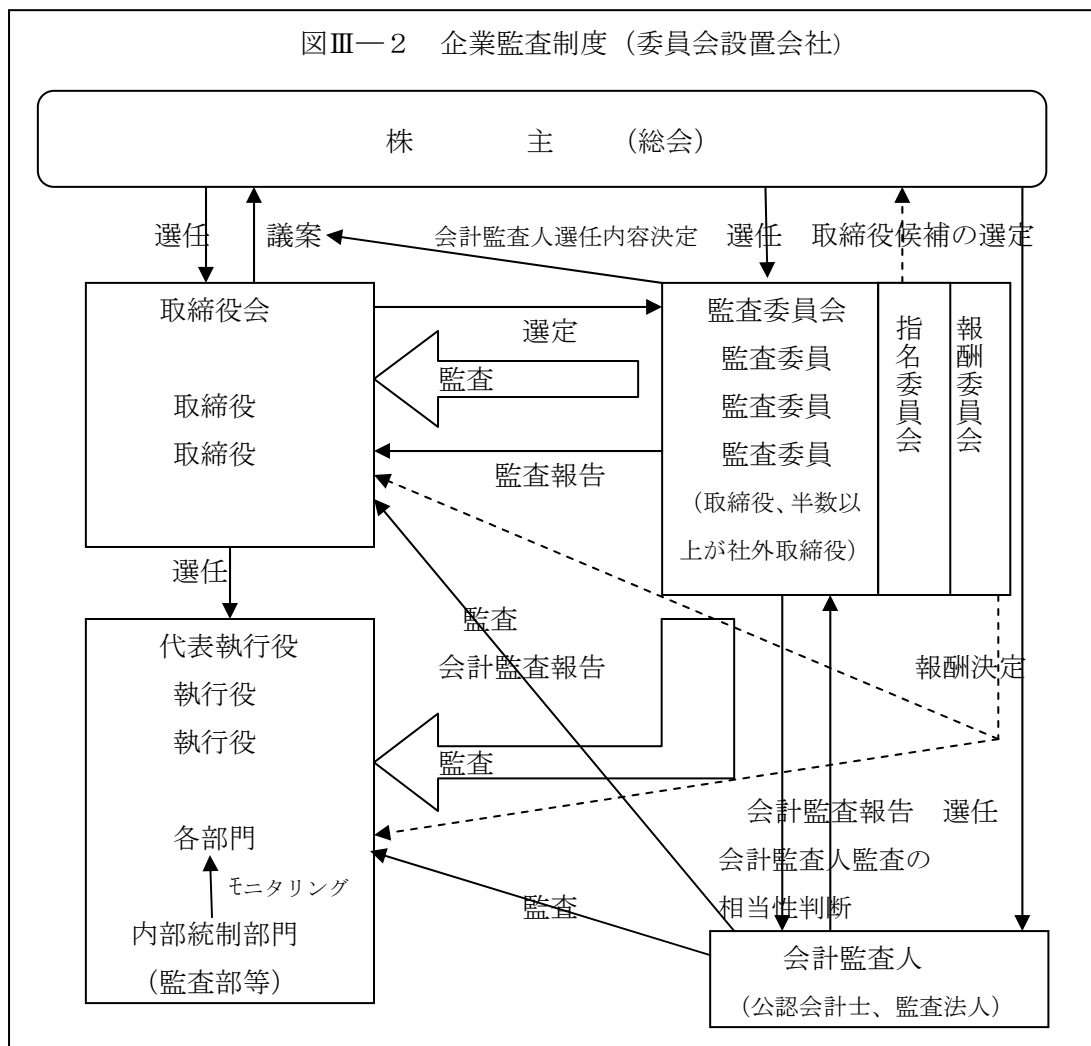 図Ⅲ―2 企業監査制度（委員会設置会社）
株 主 （総会）
選任
議案
会計監査人選任内容決定
選任
取締役候補の選定
取締役会
取締役
取締役
選定
監査
監査報告
監査委員会
監査委員
監査委員
監査委員
（取締役、半数以
上が社外取締役）
指名委員会
報酬委員会
選任
監査
会計監査報告
報酬決定
代表執行役
執行役
執行役
監査
各部門
モニタリング
内部統制部門
（監査部等）
会計監査報告
選任
会計監査人監査の
相当性判断
監査
会計監査人
（公認会計士、監査法人）